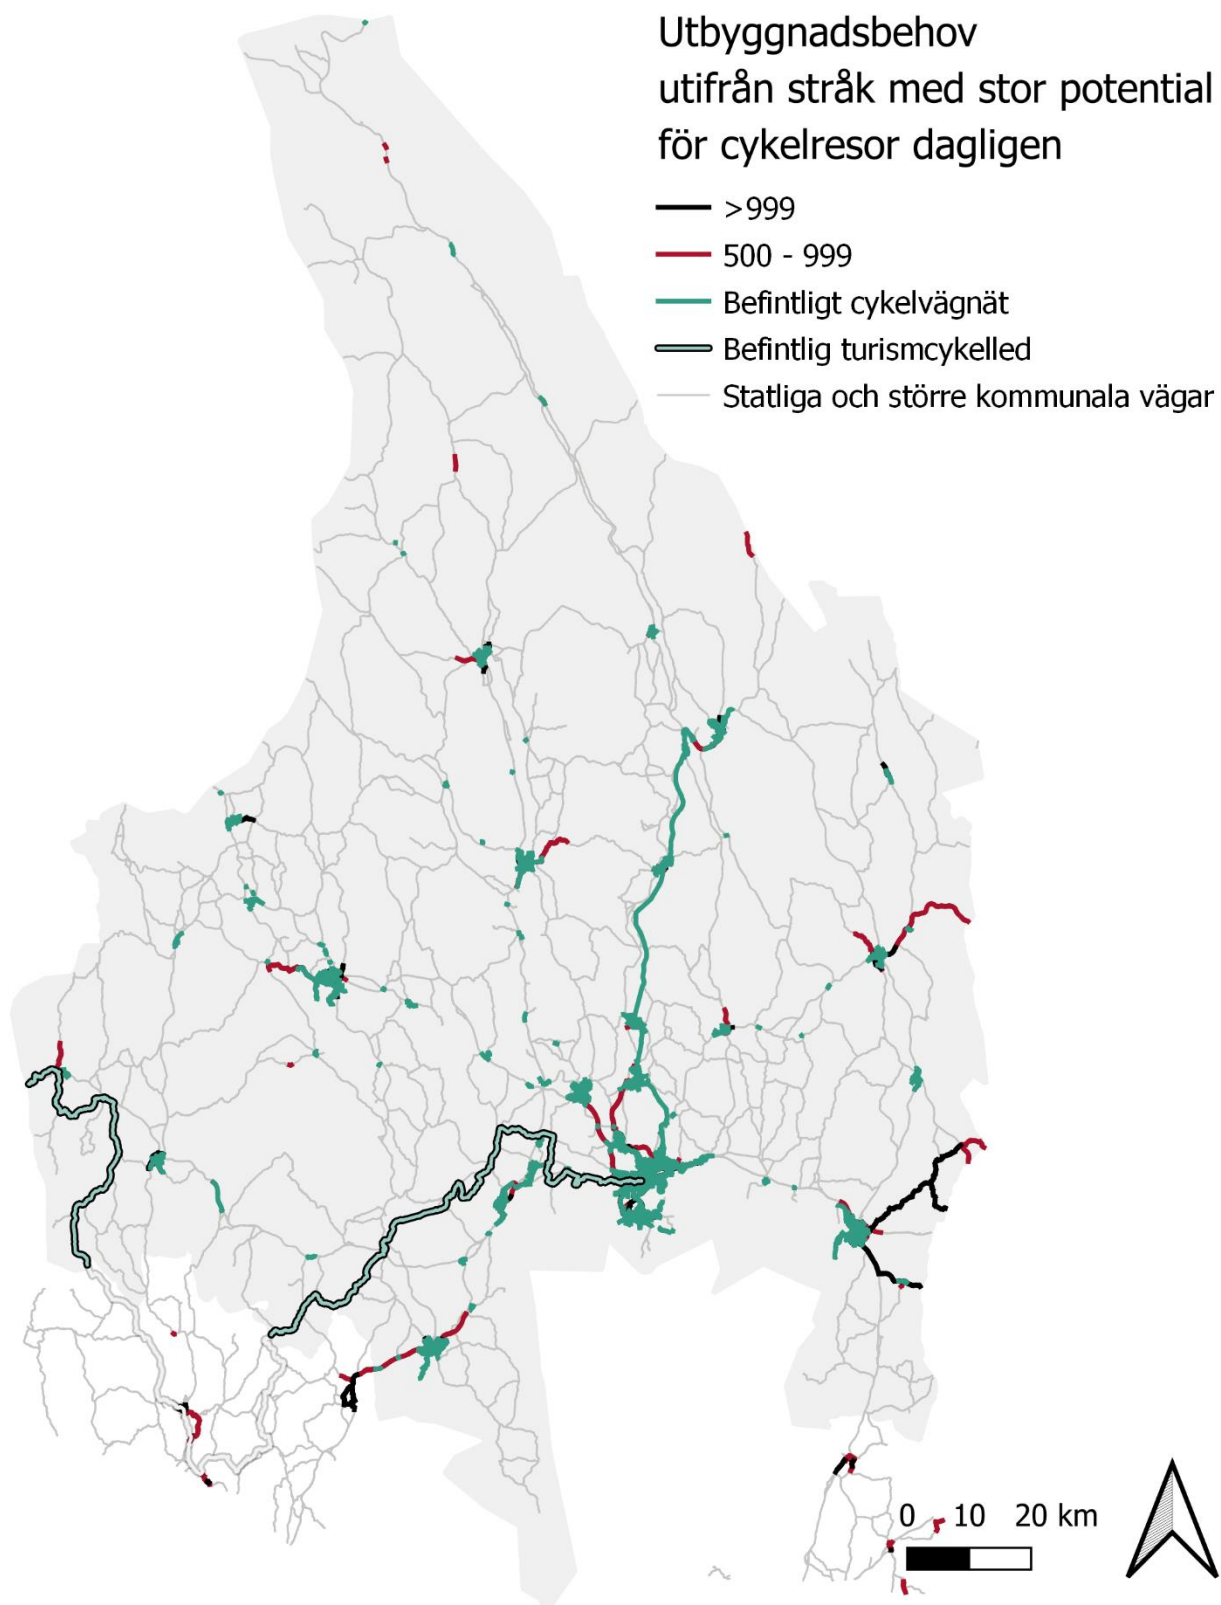 Utbyggnadsbehov
utifrån stråk med stor potential
för cykelresor dagligen
>999
500 - 999
Befintligt cykelvägnät
Befintlig turismcykelled
Statliga och större kommunala vägar
0 10 20 km